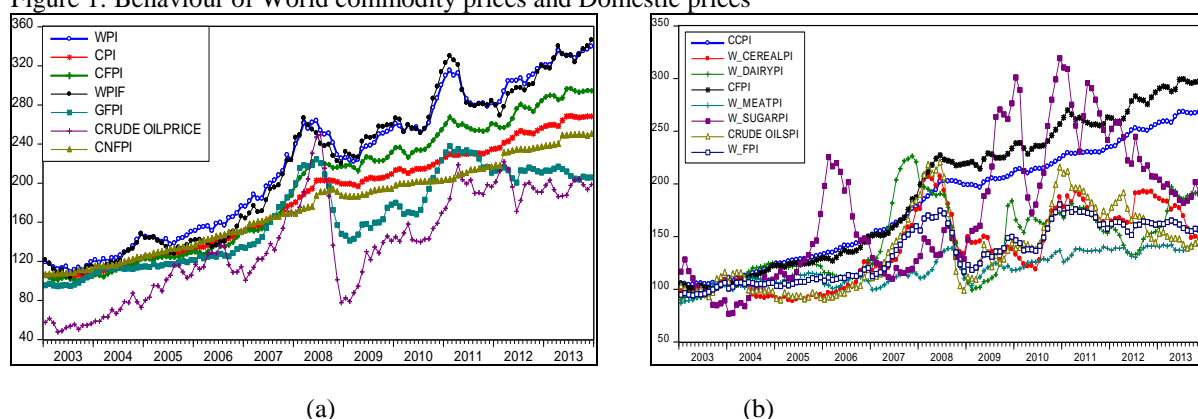 Figure 1: Behaviour of World commodity prices and Domestic prices
360
320
280
240
200
160
120
80
40
WPI
CPI
CFPI
WPIF
GFPI
CRUDE OILPRICE
CNFPI
2003 2004 2005 2006 2007 2008 2009 2010 2011 2012 2013
350
300
250
200
150
100
50
CCPI
W_CEREALPI
W_DAIRYPI
CFPI
W_MEATPI
W_SUGARPI
CRUDE OILSPI
W_FPI
2003 2004 2005 2006 2007 2008 2009 2010 2011 2012 2013
(a) (b)